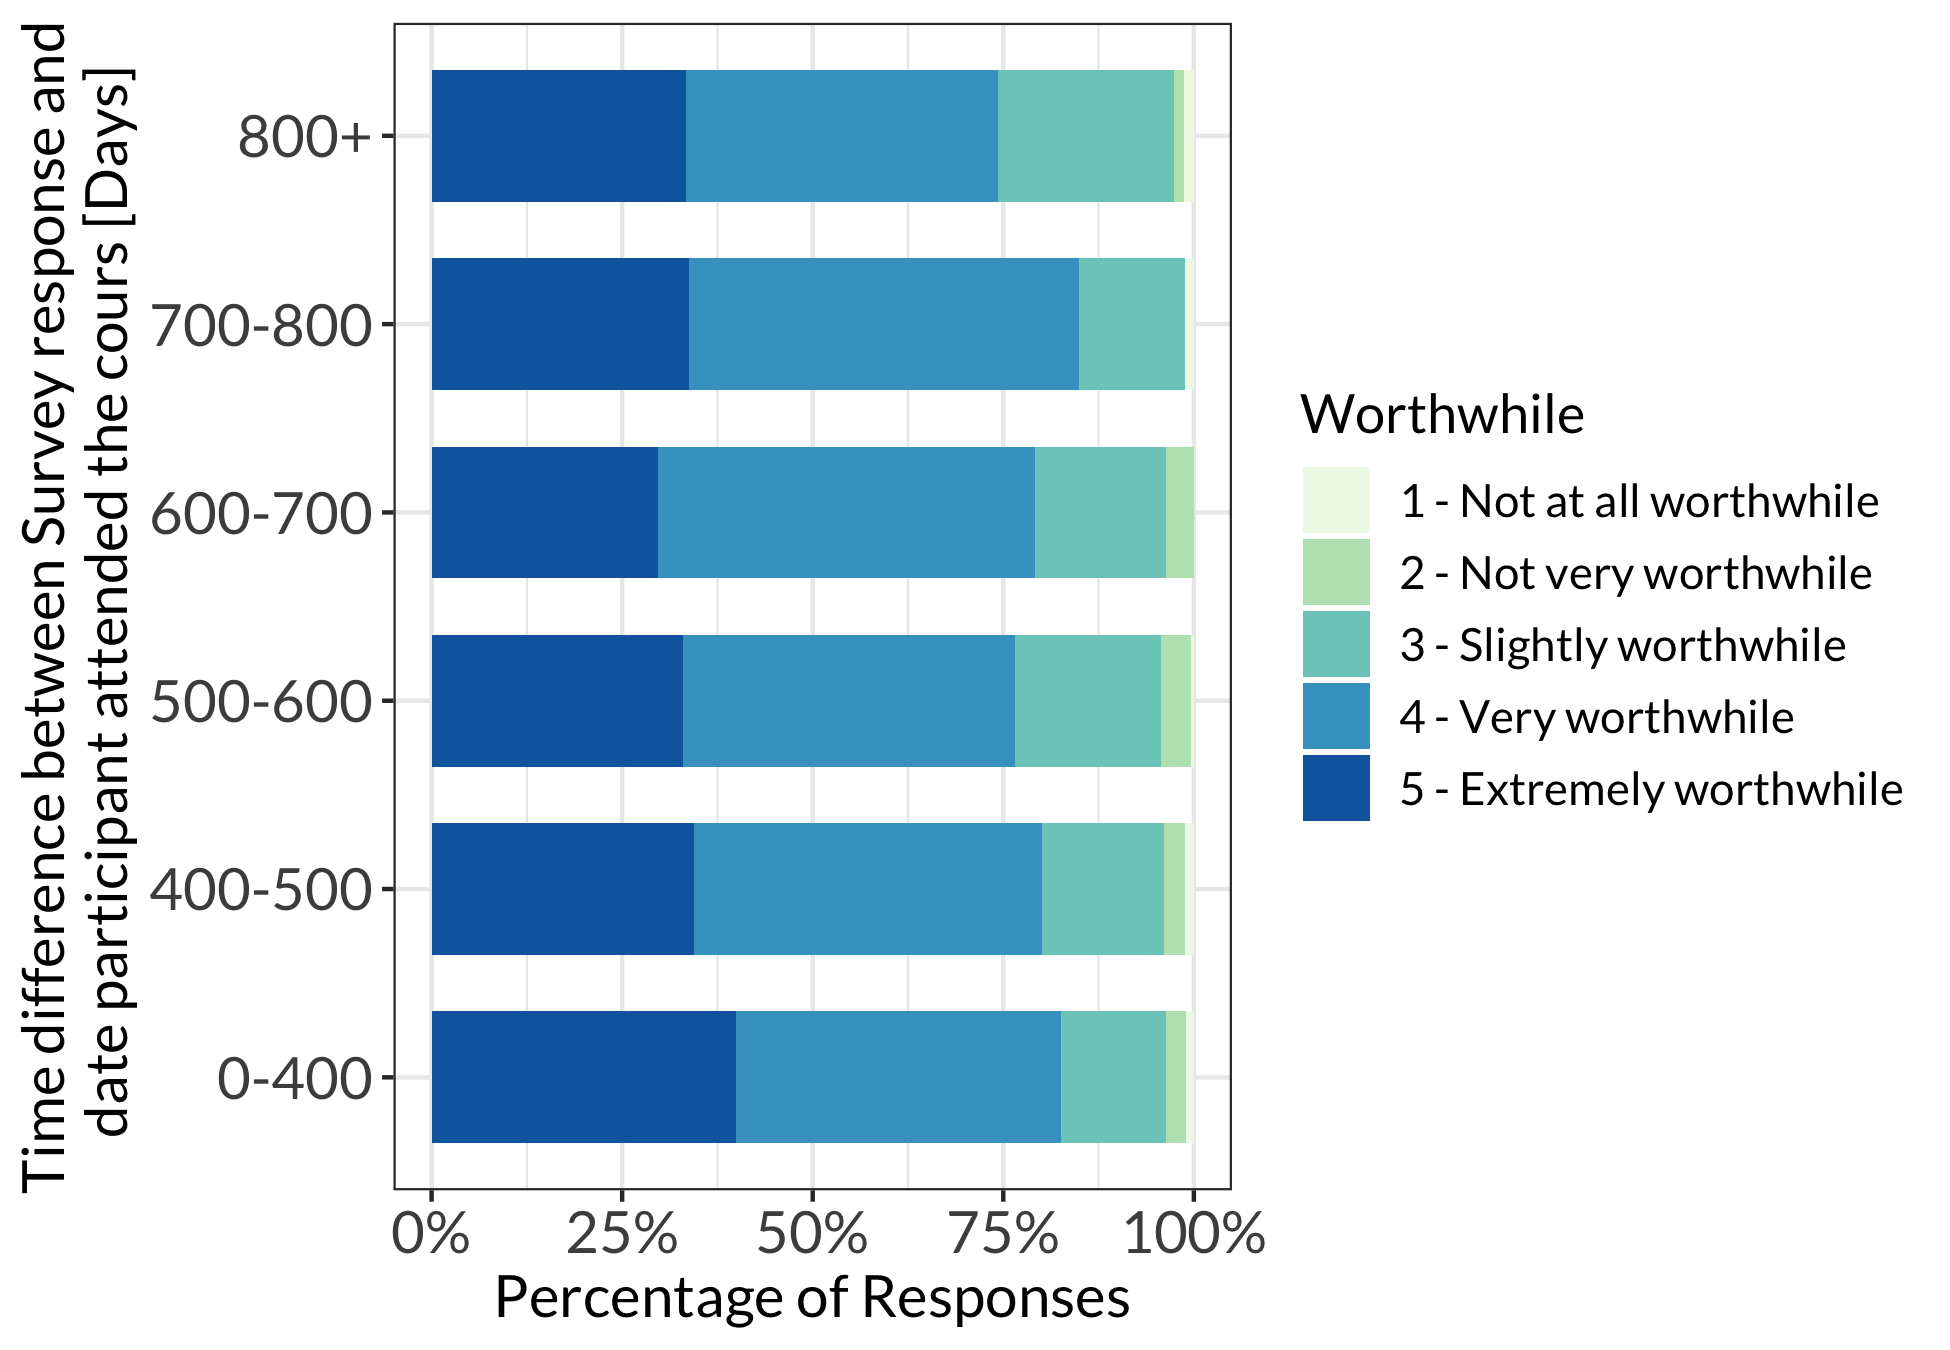 Time difference between Survey response and
date participant attended the cours [Days]
800+
700-800
600-700
500-600
400-500
0-400
0%
25%
50%
75%
100%
Percentage of Responses
Worthwhile
1 - Not at all worthwhile
2 - Not very worthwhile
3 - Slightly worthwhile
4 - Very worthwhile
5 - Extremely worthwhile